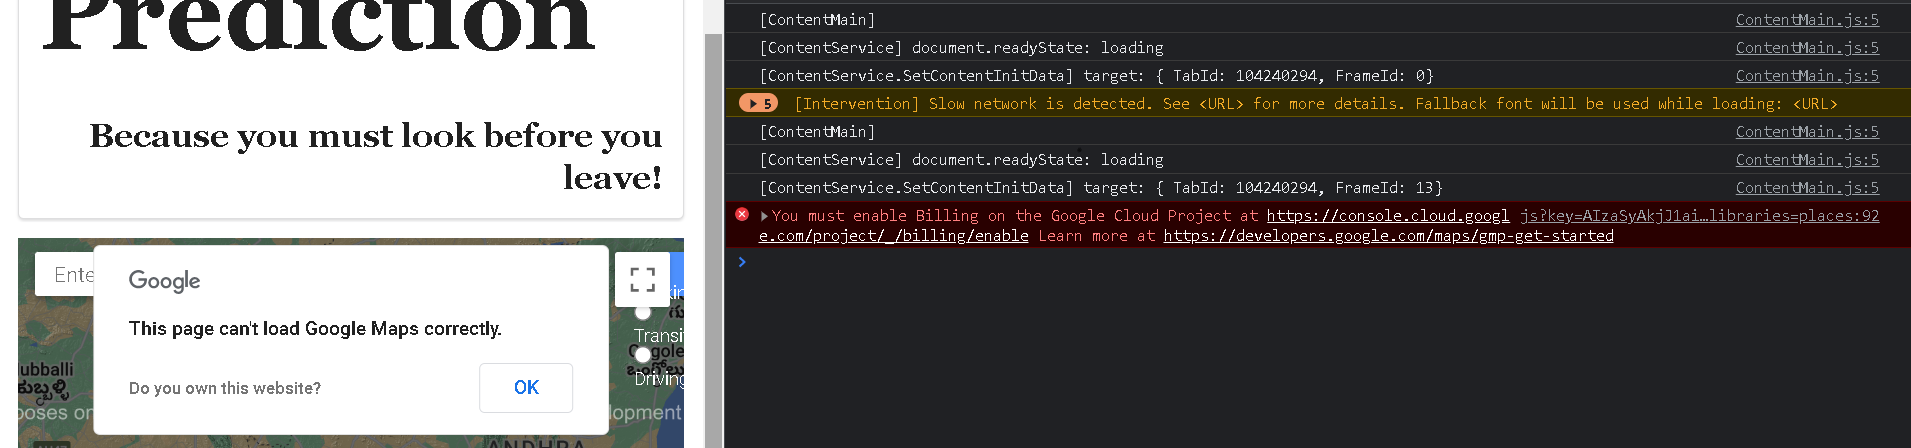 Prediction
Because you must look before you
leave!
Ente
Google
This page can't load Google Maps correctly.
Do you own this website?
OK
Transi
Driving
ubballi
ಹುಬ್ಬಳ್ಳಿ
poses on
lopment
ANDHRA
[ContentMain] ContentMain.js:5
[ContentService] document.readyState: loading ContentMain.js:5
[ContentService.SetContentInitData] target: { TabId: 104240294, FrameId: 0} ContentMain.js:5
5 [Intervention] Slow network is detected. See <URL> for more details. Fallback font will be used while loading: <URL>
[ContentMain] ContentMain.js:5
[ContentService] document.readyState: loading ContentMain.js:5
[ContentService.SetContentInitData] target: { TabId: 104240294, FrameId: 13} ContentMain.js:5
You must enable Billing on the Google Cloud Project at https://console.cloud.googl js?key=AIzaSyAkjJ1ai…libraries=places:92
e.com/project/_/billing/enable Learn more at https://developers.google.com/maps/gmp-get-started